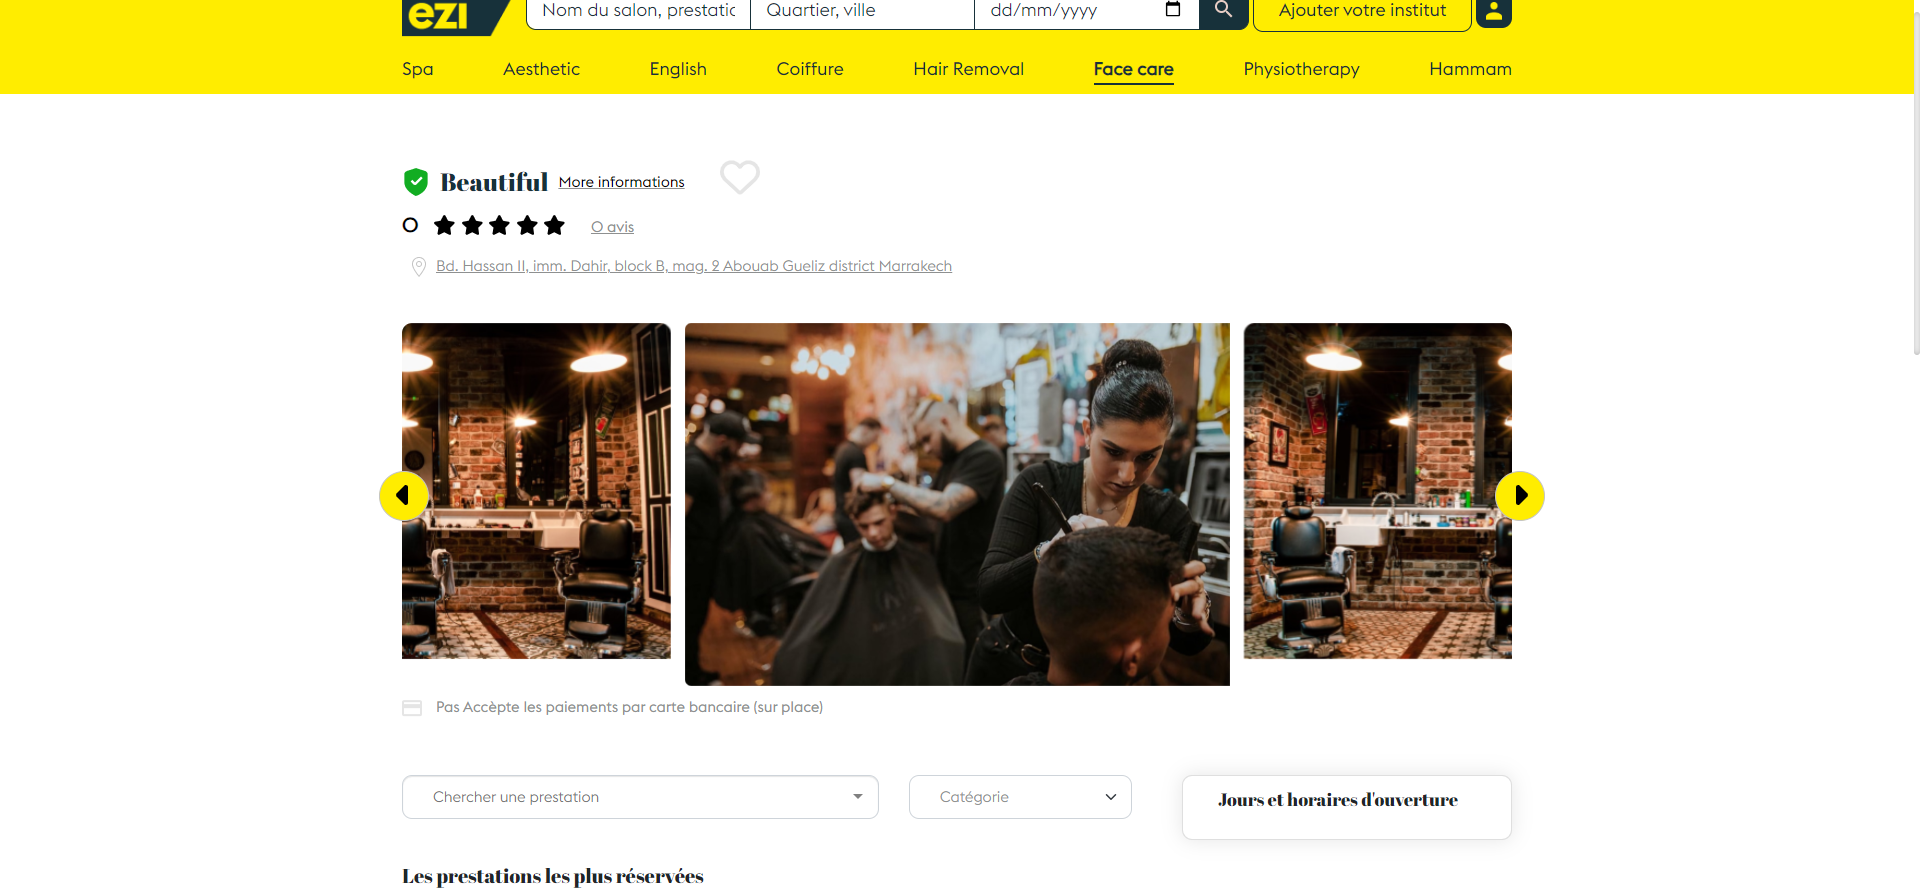 ezi
Nom du salon, prestatic
Quartier, ville
dd/mm/yyyy
Ajouter votre institut
Spa
Aesthetic
English
Coiffure
Hair Removal
Face care
Physiotherapy
Hammam
Beautiful More informations
0 0 avis
Bd. Hassan II, imm. Dahir, block B, mag. 2 Abouab Gueliz district Marrakech
Pas Accèpte les paiements par carte bancaire (sur place)
Chercher une prestation
Catégorie
Jours et horaires d'ouverture
Les prestations les plus réservées